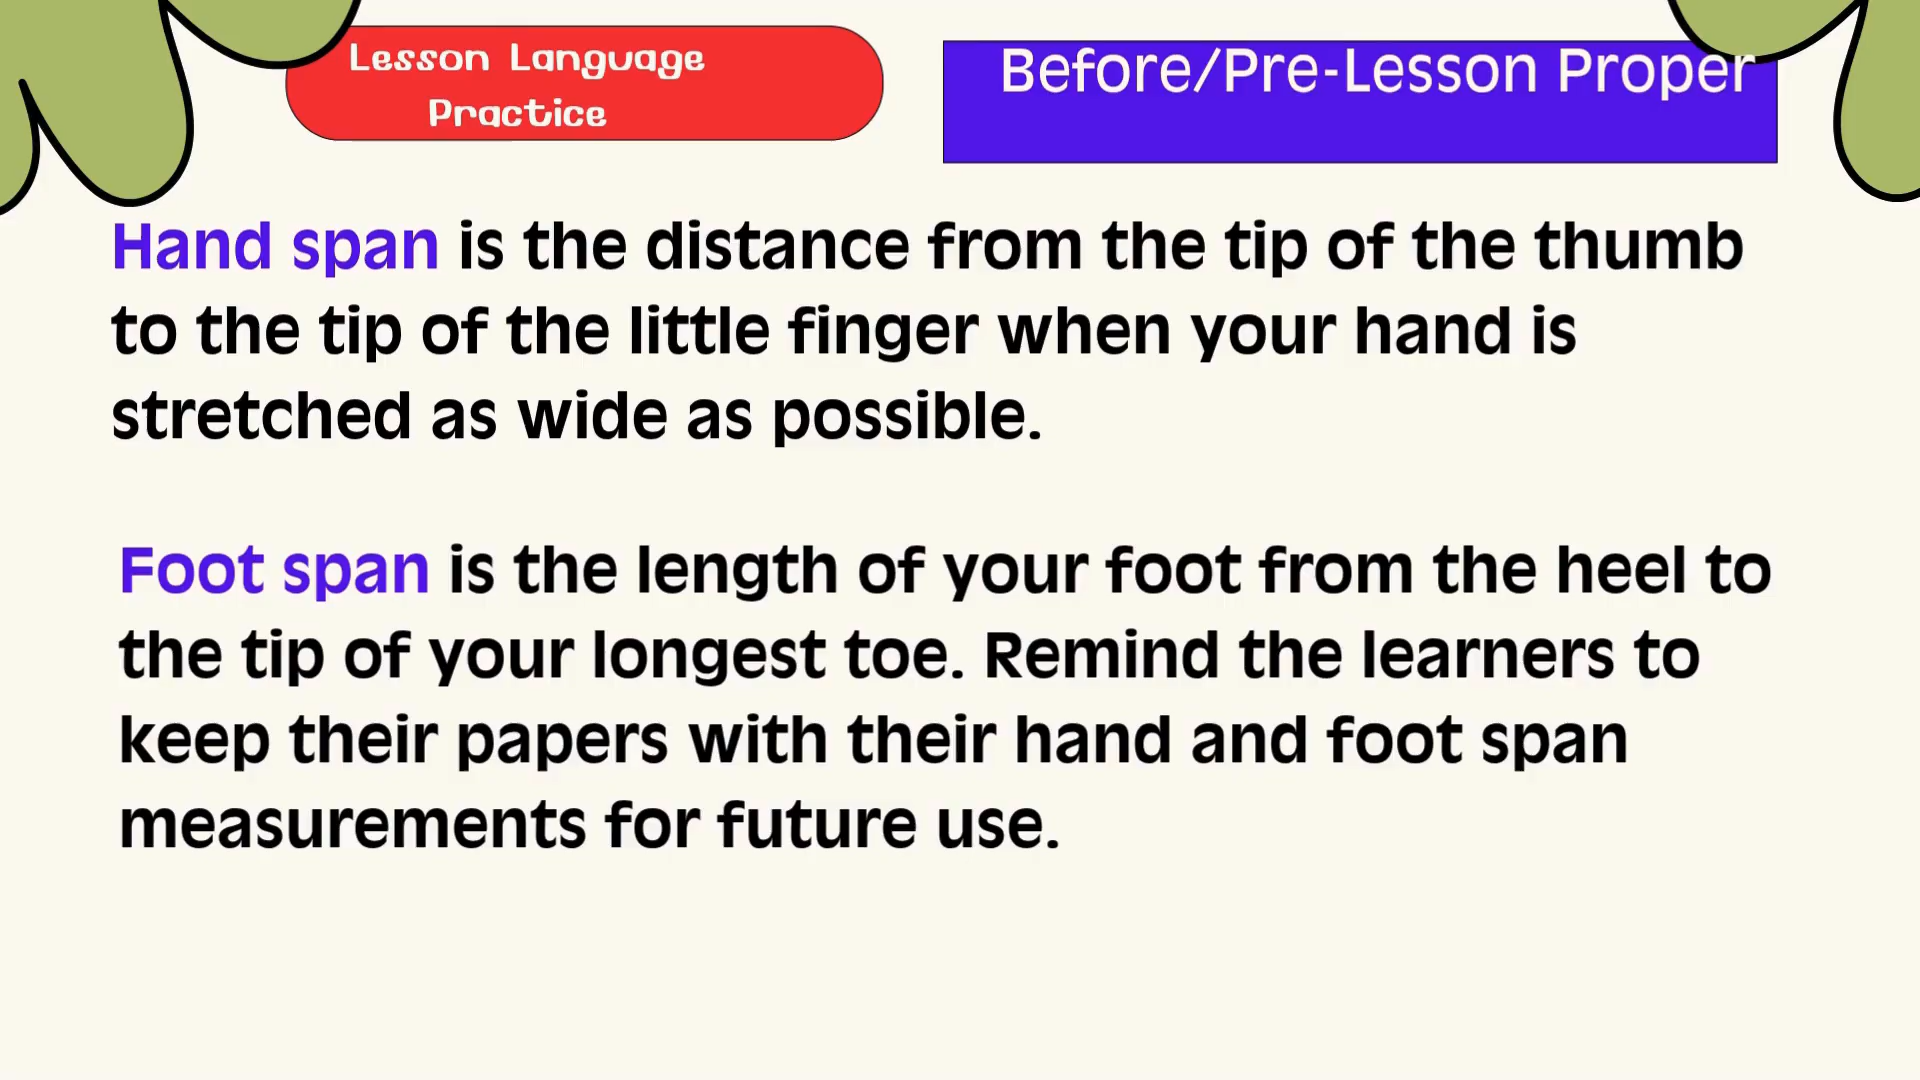 Lesson Language
Practice
Before/Pre-Lesson Proper
Hand span is the distance from the tip of the thumb
to the tip of the little finger when your hand is
stretched as wide as possible.
Foot span is the length of your foot from the heel to
the tip of your longest toe. Remind the learners to
keep their papers with their hand and foot span
measurements for future use.